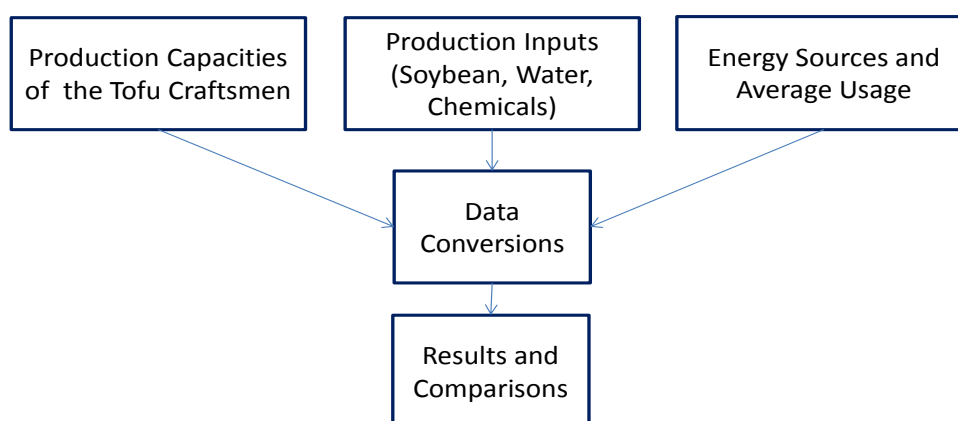 Production Capacities
of the Tofu Craftsmen
Production Inputs
(Soybean, Water,
Chemicals)
Energy Sources and
Average Usage
Data
Conversions
Results and
Comparisons